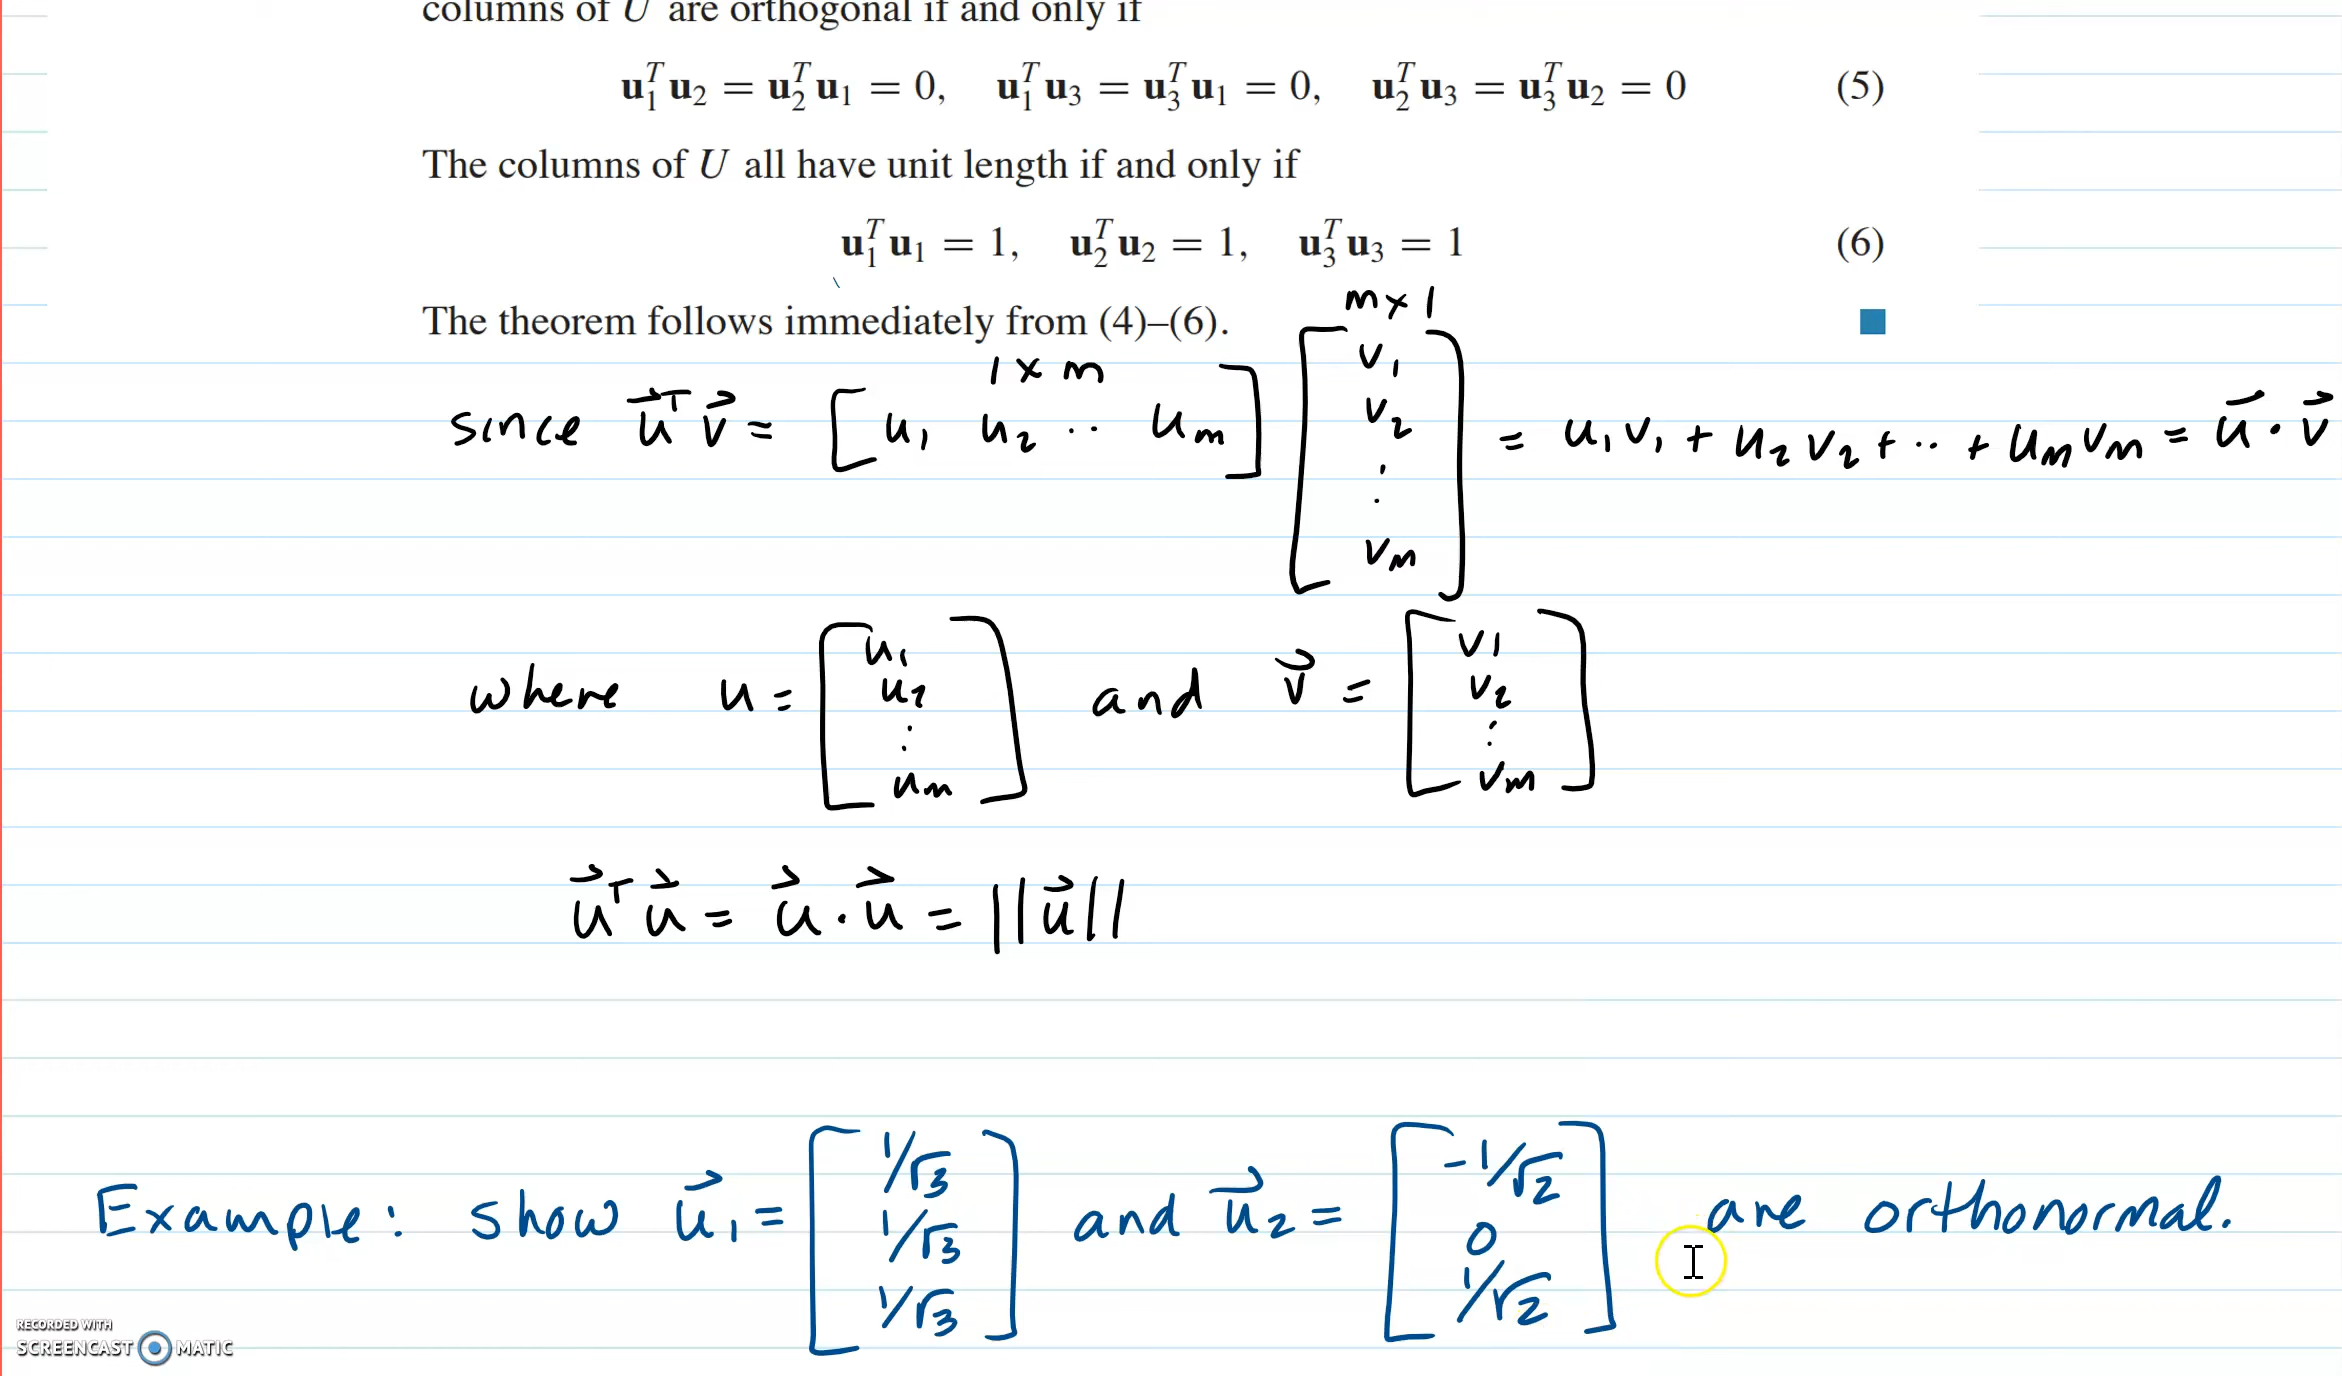 columns of U are orthogonal if and only if
u₁ᵀu₂ = u₂ᵀu₁ = 0, u₁ᵀu₃ = u₃ᵀu₁ = 0, u₂ᵀu₃ = u₃ᵀu₂ = 0 (5)
The columns of U all have unit length if and only if
u₁ᵀu₁ = 1, u₂ᵀu₂ = 1, u₃ᵀu₃ = 1 (6)
The theorem follows immediately from (4)–(6).
1 × m  m × 1
since u⃗ᵀ v⃗ = [u₁ u₂ .. uₘ] [v₁ v₂ ⋮ vₘ] = u₁v₁ + u₂v₂ + .. + uₘvₘ = u⃗ · v⃗
where u = [u₁ u₂ ⋮ uₘ] and v⃗ = [v₁ v₂ ⋮ vₘ]
u⃗ᵀ u⃗ = u⃗ · u⃗ = ||u⃗||
Example: show u⃗₁ = [1/√3 1/√3 1/√3] and u⃗₂ = [-1/√2 0 1/√2] are orthonormal.
RECORDED WITH
SCREENCAST MATIC